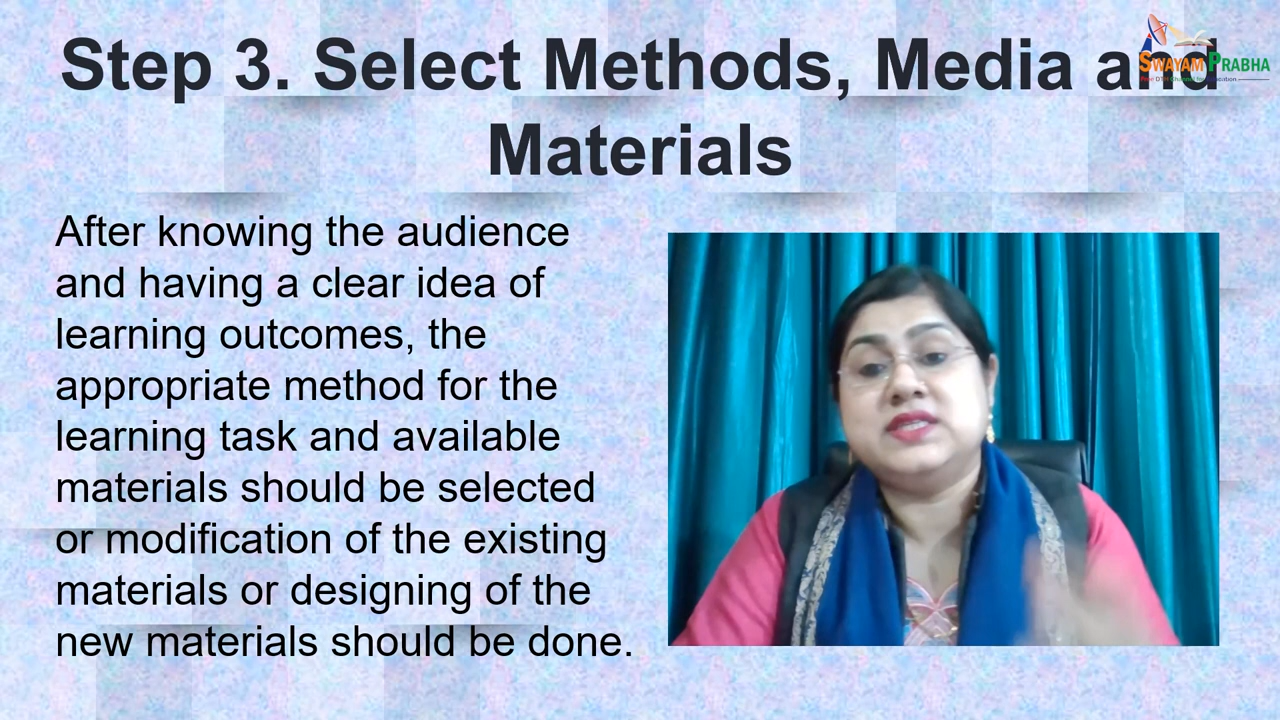 Step 3. Select Methods, Media and
Materials
SWAYAM PRABHA
After knowing the audience
and having a clear idea of
learning outcomes, the
appropriate method for the
learning task and available
materials should be selected
or modification of the existing
materials or designing of the
new materials should be done.